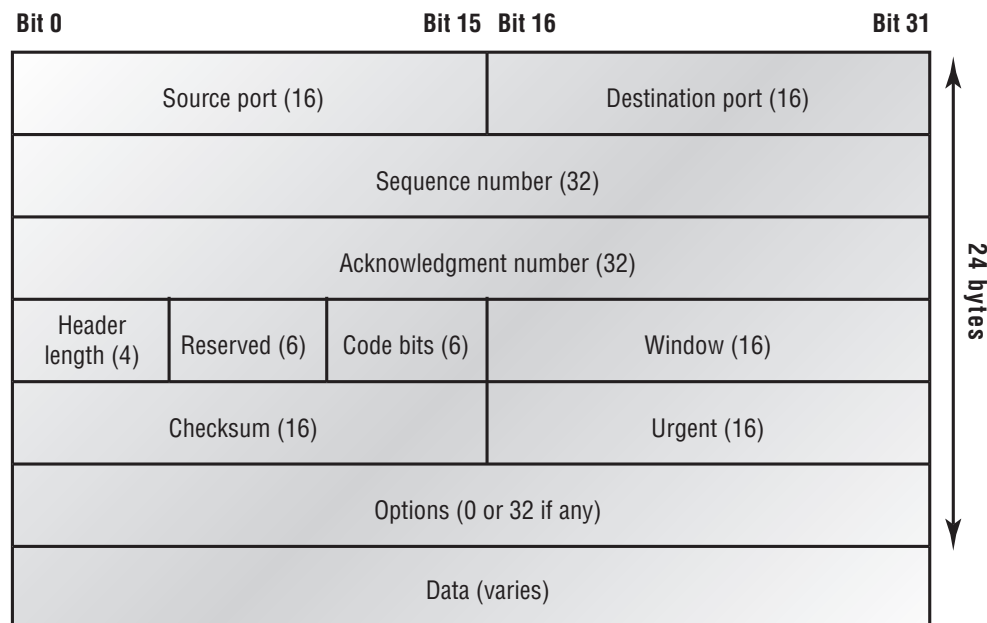 Bit 0 Bit 15 Bit 16 Bit 31
Source port (16) Destination port (16)
Sequence number (32)
Acknowledgment number (32)
Header
length (4) Reserved (6) Code bits (6) Window (16)
Checksum (16) Urgent (16)
Options (0 or 32 if any)
Data (varies)
24 bytes